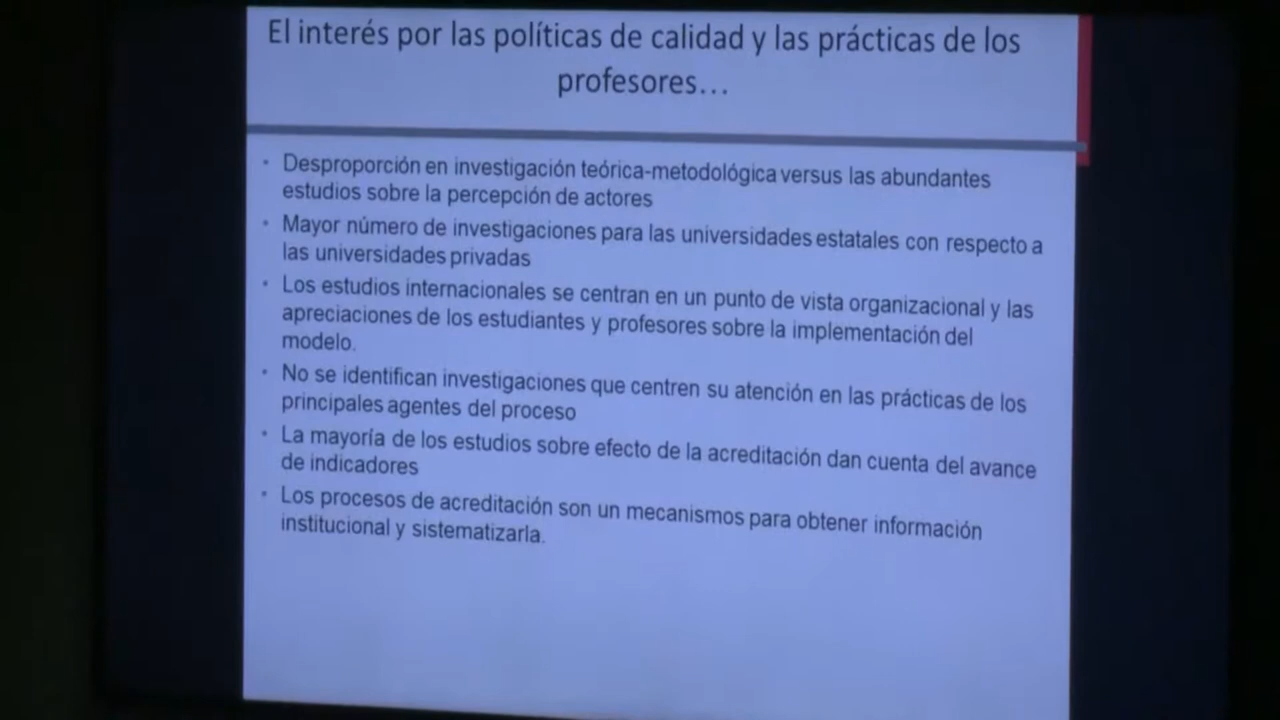 El interés por las políticas de calidad y las prácticas de los
profesores...
• Desproporción en investigación teórica-metodológica versus las abundantes
estudios sobre la percepción de actores
• Mayor número de investigaciones para las universidades estatales con respecto a
las universidades privadas
• Los estudios internacionales se centran en un punto de vista organizacional y las
apreciaciones de los estudiantes y profesores sobre la implementación del
modelo.
• No se identifican investigaciones que centren su atención en las prácticas de los
principales agentes del proceso
• La mayoría de los estudios sobre efecto de la acreditación dan cuenta del avance
de indicadores
• Los procesos de acreditación son un mecanismos para obtener información
institucional y sistematizarla.